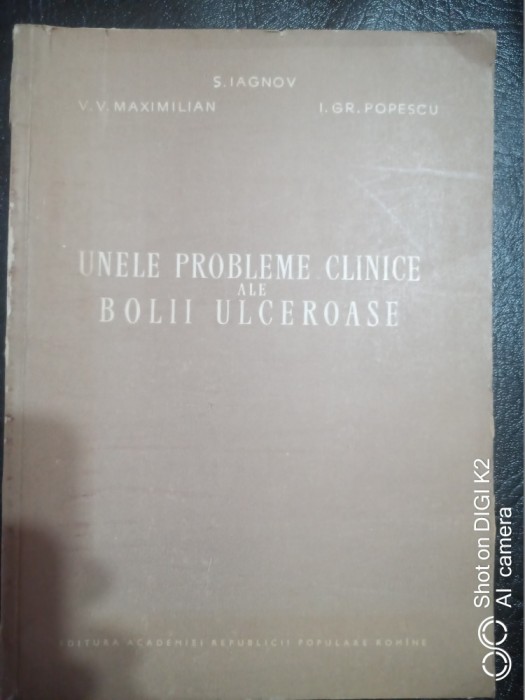 S. IAGNOV
V. V. MAXIMILIAN I. GR. POPESCU
UNELE PROBLEME CLINICE
ALE
BOLII ULCEROASE
EDITURA ACADEMIEI REPUBLICII POPULARE ROMÎNE
Shot on DIGI K2
AI camera